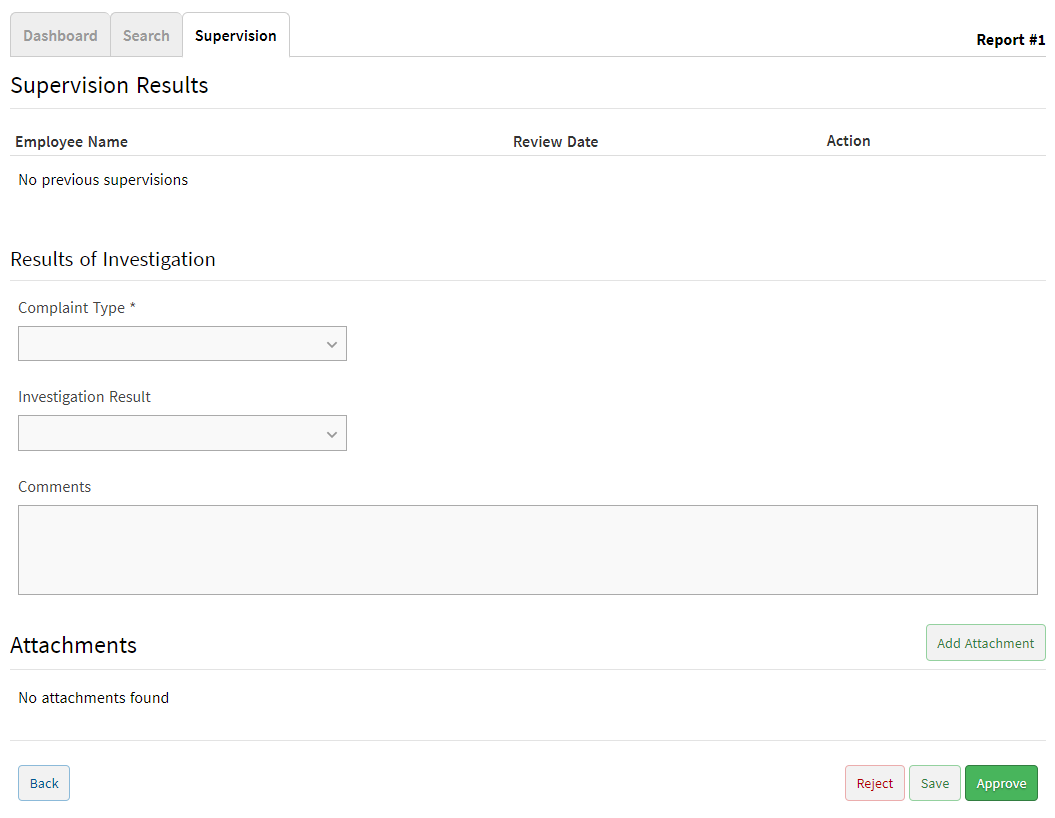 Dashboard Search Supervision
Report #1
Supervision Results
Employee Name Review Date Action
No previous supervisions
Results of Investigation
Complaint Type *
Investigation Result
Comments
Attachments
Add Attachment
No attachments found
Back Reject Save Approve